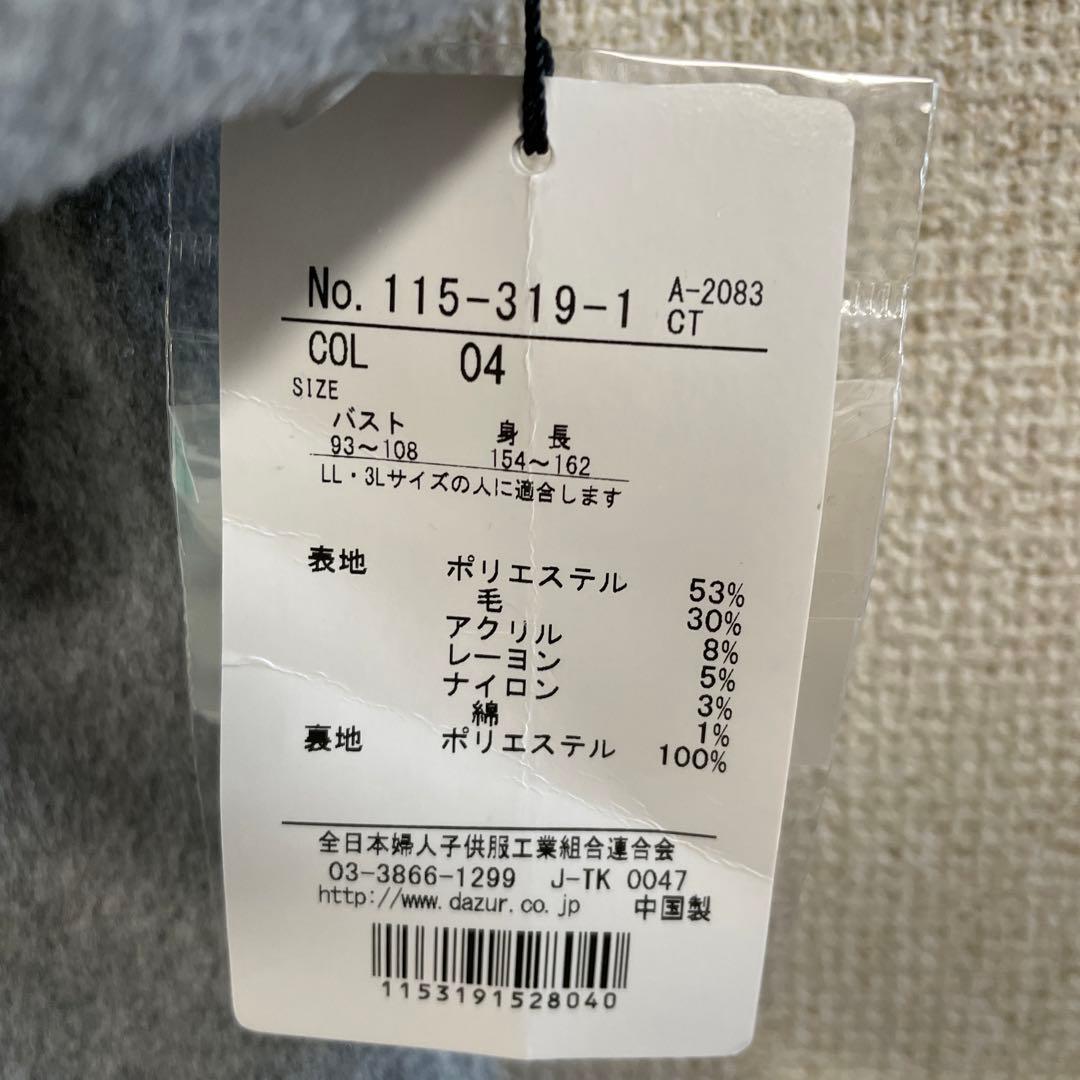 No. 115-319-1 A-2083
CT
COL 04
SIZE
バスト 身 長
93〜108 154〜162
LL・3Lサイズの人に適合します
表地 ポリエステル 53%
毛 30%
アクリル 8%
レーヨン 5%
ナイロン 3%
綿 1%
裏地 ポリエステル 100%
全日本婦人子供服工業組合連合会
03-3866-1299 J-TK 0047
http://www.dazur.co.jp 中国製
1153191528040